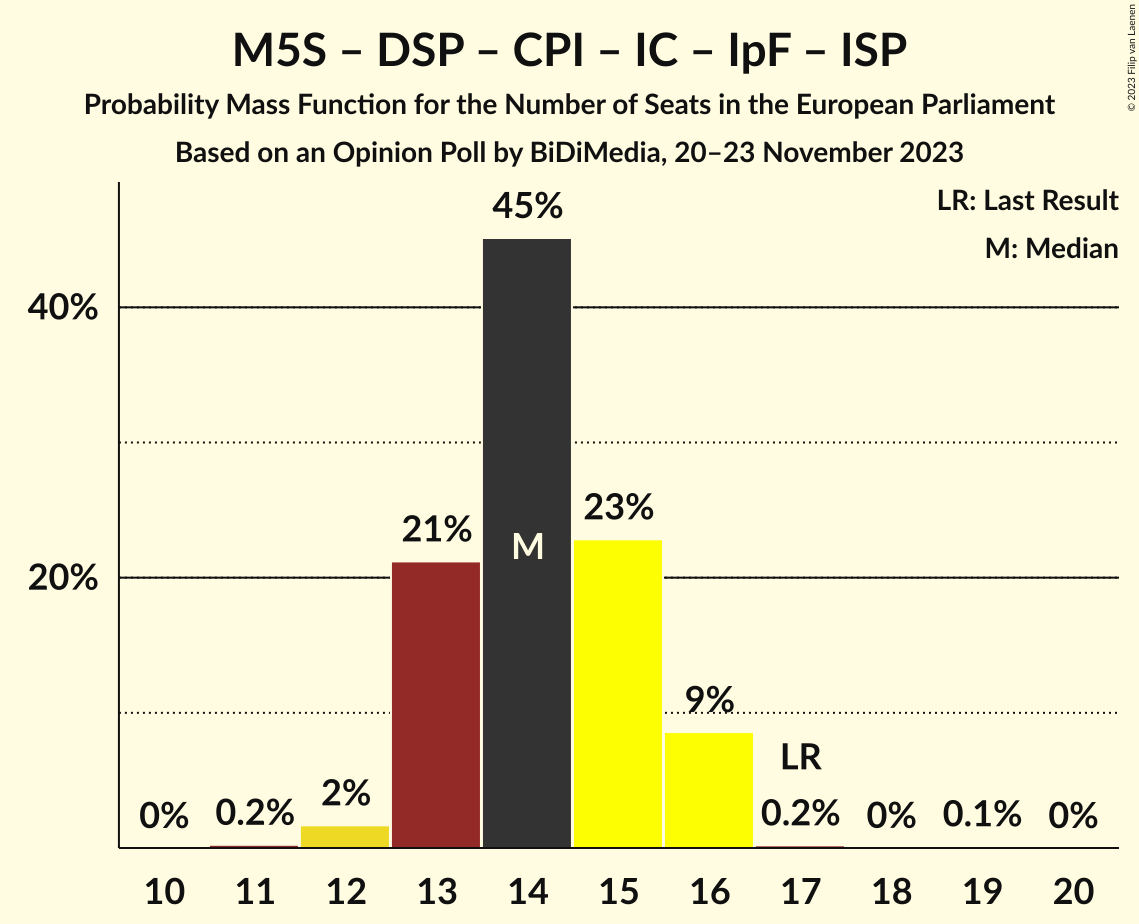 M5S – DSP – CPI – IC – IpF – ISP
Probability Mass Function for the Number of Seats in the European Parliament
Based on an Opinion Poll by BiDiMedia, 20–23 November 2023
© 2023 Filip van Laenen
LR: Last Result
M: Median
45%
40%
23%
21%
M
20%
9%
LR
0%
0.2%
2%
0.2%
0%
0.1%
0%
10 11 12 13 14 15 16 17 18 19 20